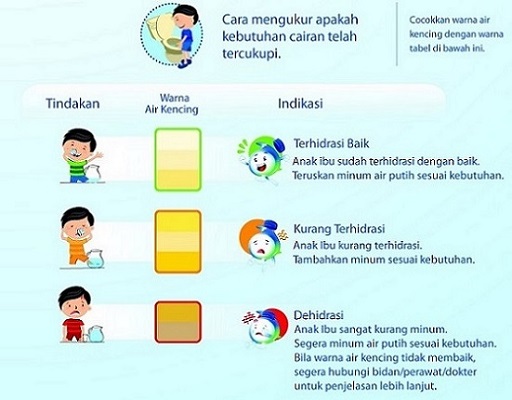 Cara mengukur apakah
kebutuhan cairan telah
tercukupi.
Cocokkan warna air
kencing dengan warna
tabel di bawah ini.
Tindakan
Warna
Air Kencing
Indikasi
Terhidrasi Baik
Anak Ibu sudah terhidrasi dengan baik.
Teruskan minum air putih sesuai kebutuhan.
Kurang Terhidrasi
Anak Ibu kurang terhidrasi.
Tambahkan minum sesuai kebutuhan.
Dehidrasi
Anak Ibu sangat kurang minum.
Segera minum air putih sesuai kebutuhan.
Bila warna air kencing tidak membaik,
segera hubungi bidan/perawat/dokter
untuk penjelasan lebih lanjut.